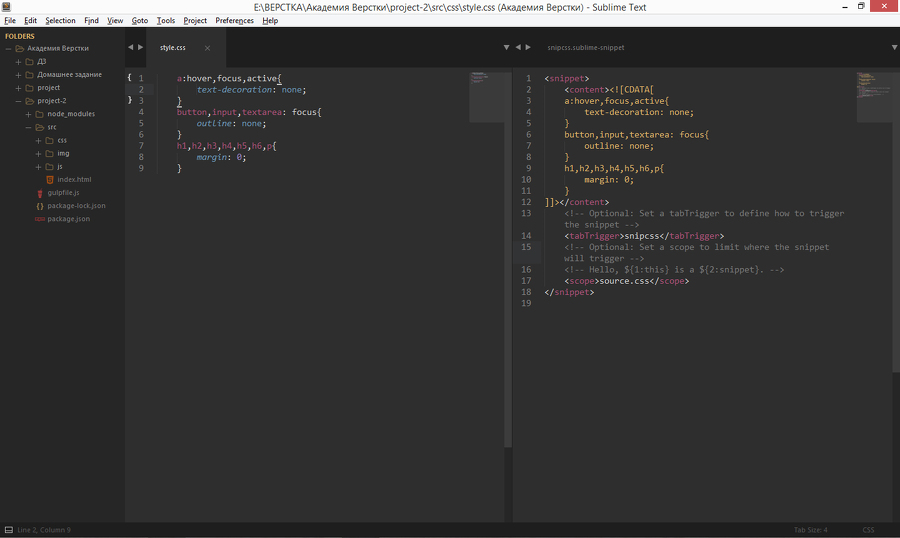 E:\ВЕРСТКА\Академия Верстки\project-2\src\css\style.css (Академия Верстки) - Sublime Text
File Edit Selection Find View Goto Tools Project Preferences Help
FOLDERS
Академия Верстки
ДЗ
Домашнее задание
project
project-2
node_modules
src
css
img
js
index.html
gulpfile.js
package-lock.json
package.json
style.css
1 a:hover,focus,active{
2 text-decoration: none;
3 }
4 button,input,textarea: focus{
5 outline: none;
6 }
7 h1,h2,h3,h4,h5,h6,p{
8 margin: 0;
9 }
snipcss.sublime-snippet
1 <snippet>
2 <content><![CDATA[
3 a:hover,focus,active{
4 text-decoration: none;
5 }
6 button,input,textarea: focus{
7 outline: none;
8 }
9 h1,h2,h3,h4,h5,h6,p{
10 margin: 0;
11 }
12 ]]></content>
13 <!-- Optional: Set a tabTrigger to define how to trigger
the snippet -->
14 <tabTrigger>snipcss</tabTrigger>
15 <!-- Optional: Set a scope to limit where the snippet
will trigger -->
16 <!-- Hello, ${1:this} is a ${2:snippet}. -->
17 <scope>source.css</scope>
18 </snippet>
19
Line 2, Column 9
Tab Size: 4 CSS